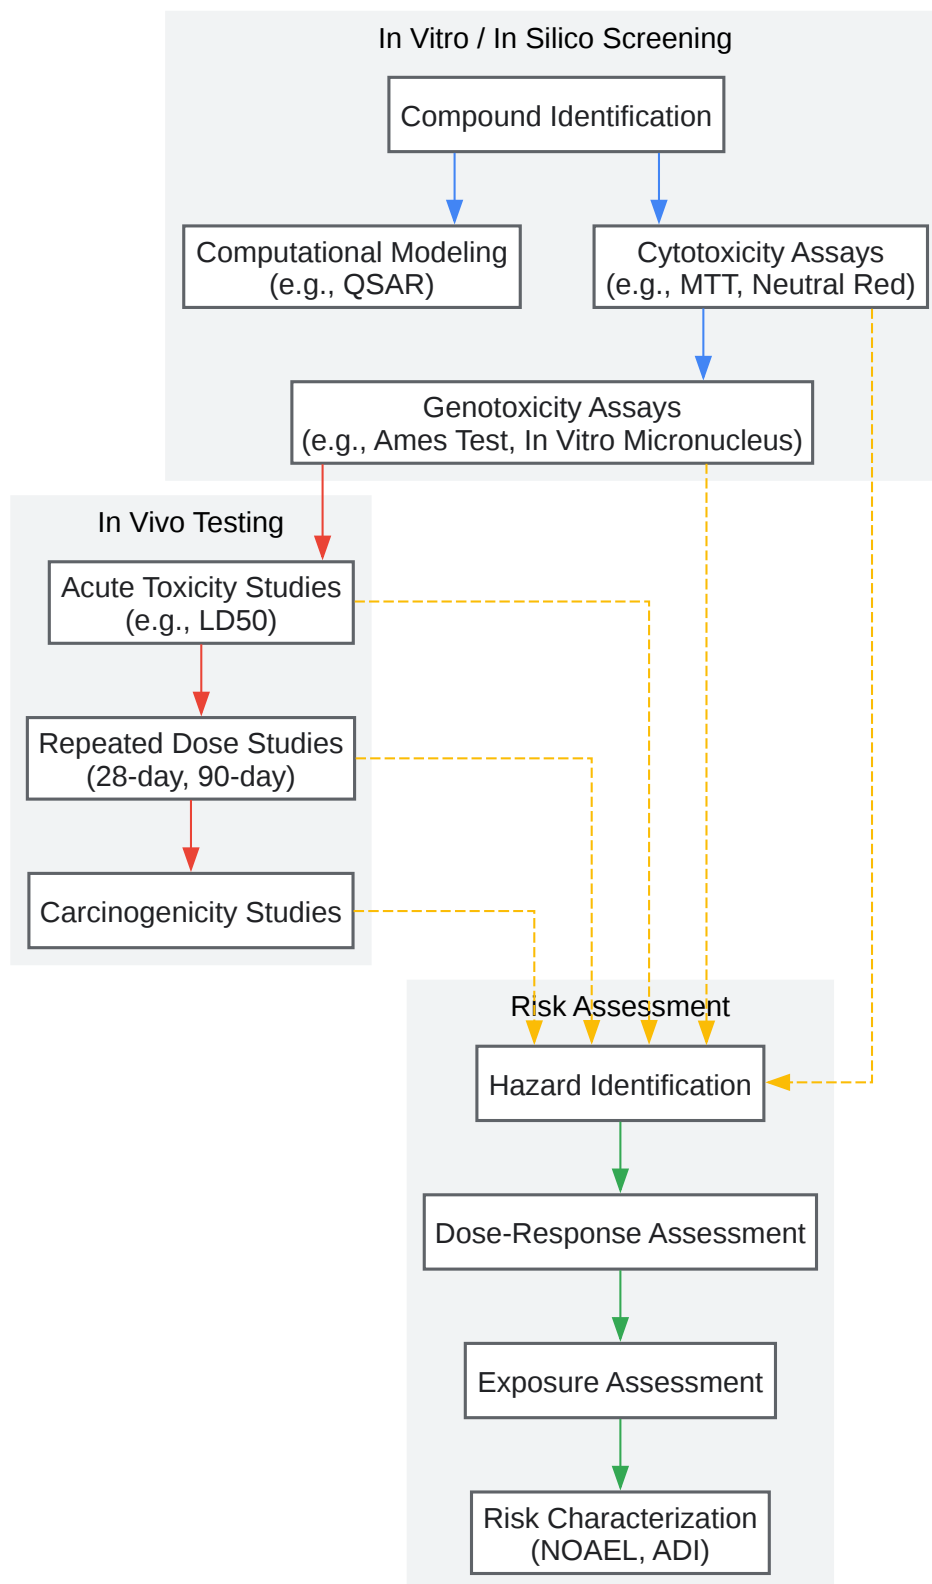 In Vitro / In Silico Screening
Compound Identification
Computational Modeling
(e.g., QSAR)
Cytotoxicity Assays
(e.g., MTT, Neutral Red)
Genotoxicity Assays
(e.g., Ames Test, In Vitro Micronucleus)
In Vivo Testing
Acute Toxicity Studies
(e.g., LD50)
Repeated Dose Studies
(28-day, 90-day)
Carcinogenicity Studies
Risk Assessment
Hazard Identification
Dose-Response Assessment
Exposure Assessment
Risk Characterization
(NOAEL, ADI)